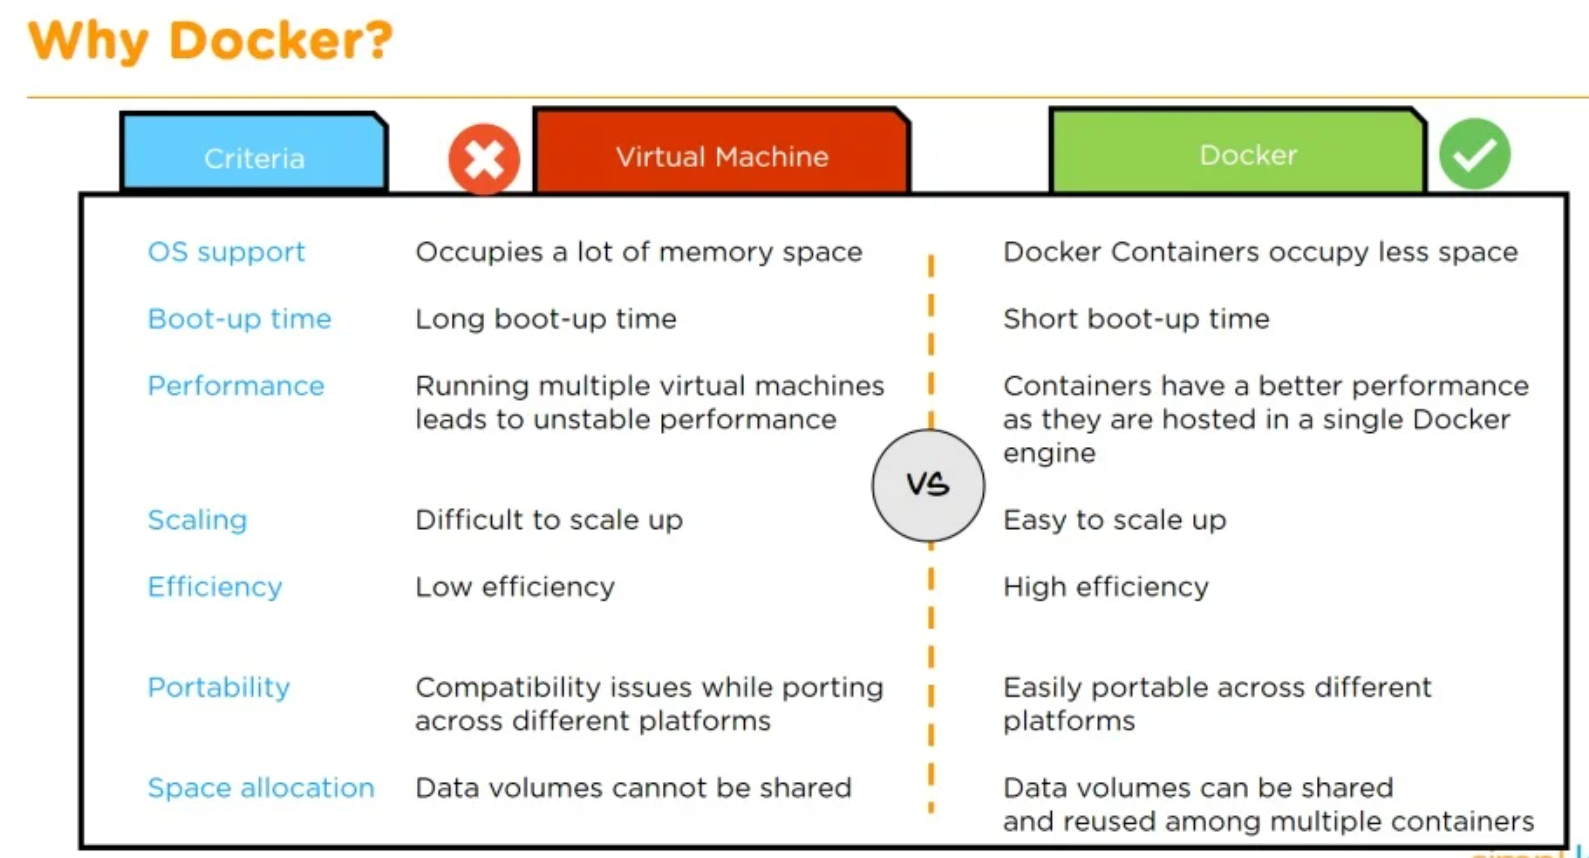 Why Docker?
Criteria
Virtual Machine
Docker
OS support
Occupies a lot of memory space
Docker Containers occupy less space
Boot-up time
Long boot-up time
Short boot-up time
Performance
Running multiple virtual machines
leads to unstable performance
Containers have a better performance
as they are hosted in a single Docker
engine
VS
Scaling
Difficult to scale up
Easy to scale up
Efficiency
Low efficiency
High efficiency
Portability
Compatibility issues while porting
across different platforms
Easily portable across different
platforms
Space allocation
Data volumes cannot be shared
Data volumes can be shared
and reused among multiple containers